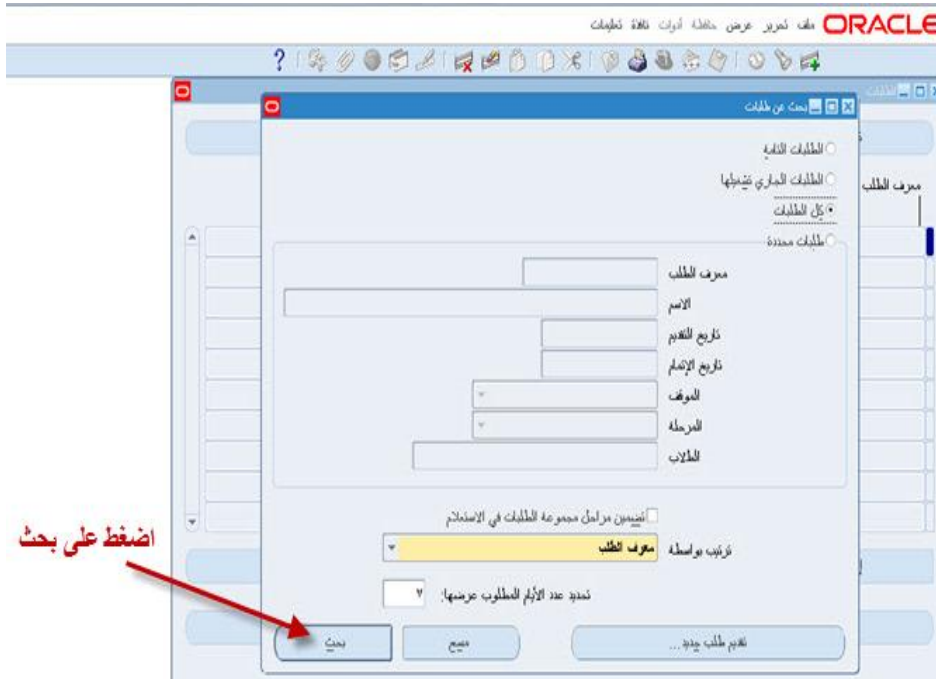 ORACLE
ملف تحرير عرض حافظة أدوات نافذة تعليمات
?
الطلبات
بحث عن طلبات
الطلبات التامة
الطلبات الجاري تشغيلها
كل الطلبات
طلبات محددة
معرف الطلب
معرف الطلب
الاسم
تاريخ التقديم
تاريخ الإتمام
الموقف
المرحلة
الطلاب
تضمين مراحل مجموعة الطلبات في الاستعلام
ترتيب بواسطة معرف الطلب
تحديد عدد الأيام المطلوب عرضها: ٧
تقديم طلب جديد... مسح بحث
اضغط على بحث